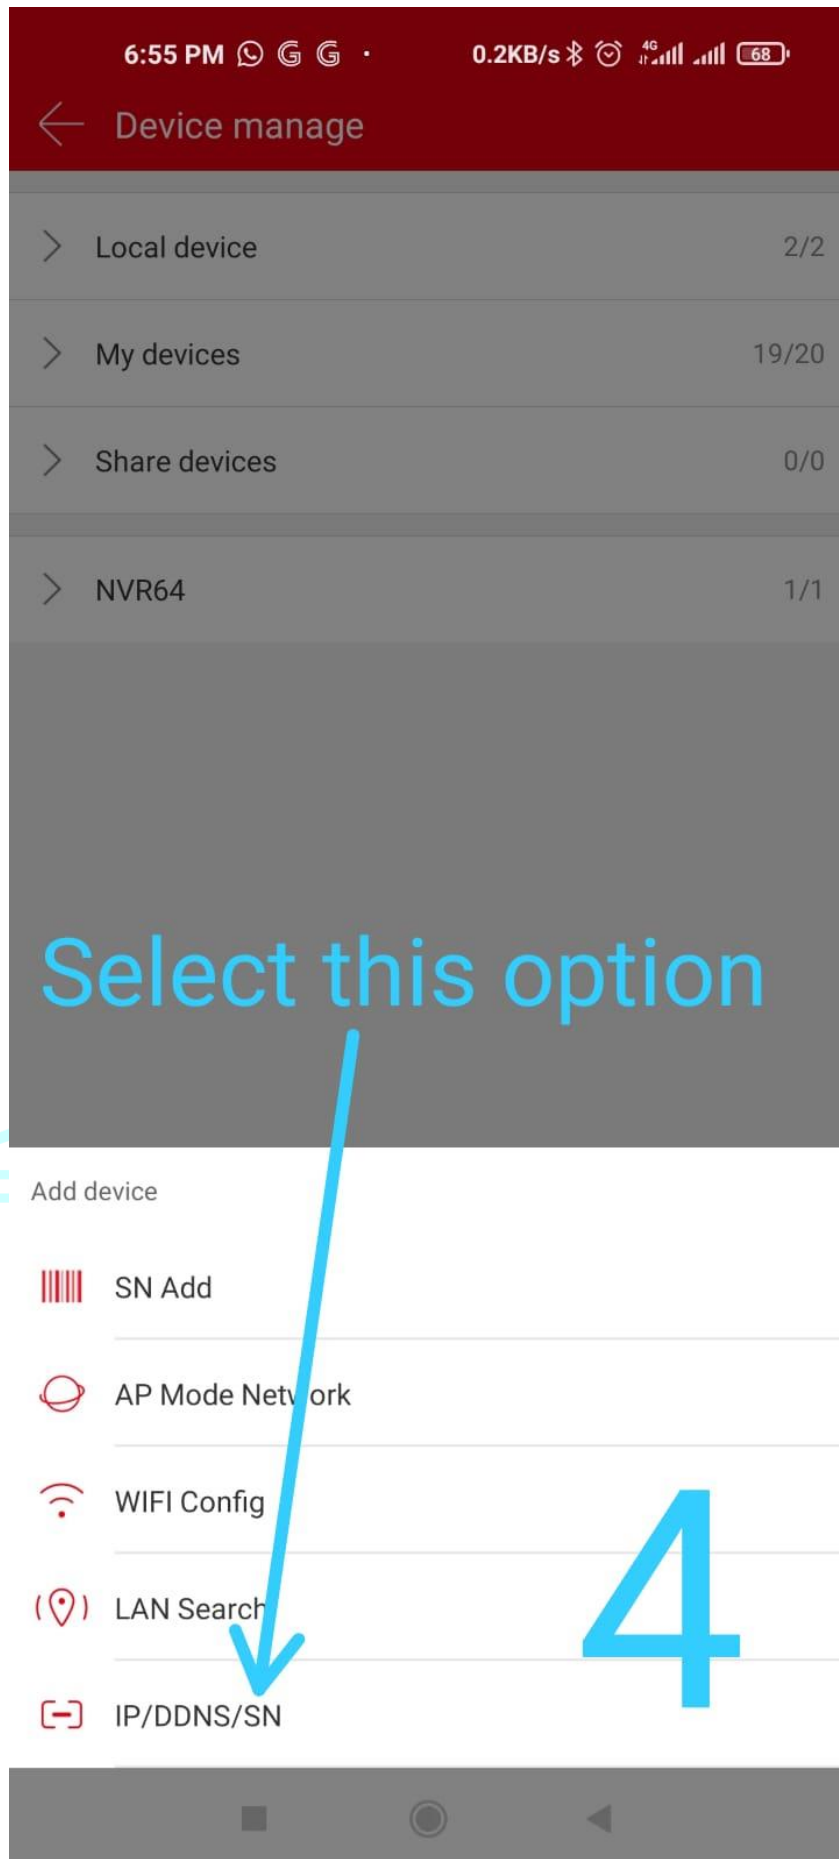 6:55 PM 0.2KB/s 4G 68
Device manage
Local device 2/2
My devices 19/20
Share devices 0/0
NVR64 1/1
Select this option
Add device
SN Add
AP Mode Network
WIFI Config
LAN Search
4
IP/DDNS/SN